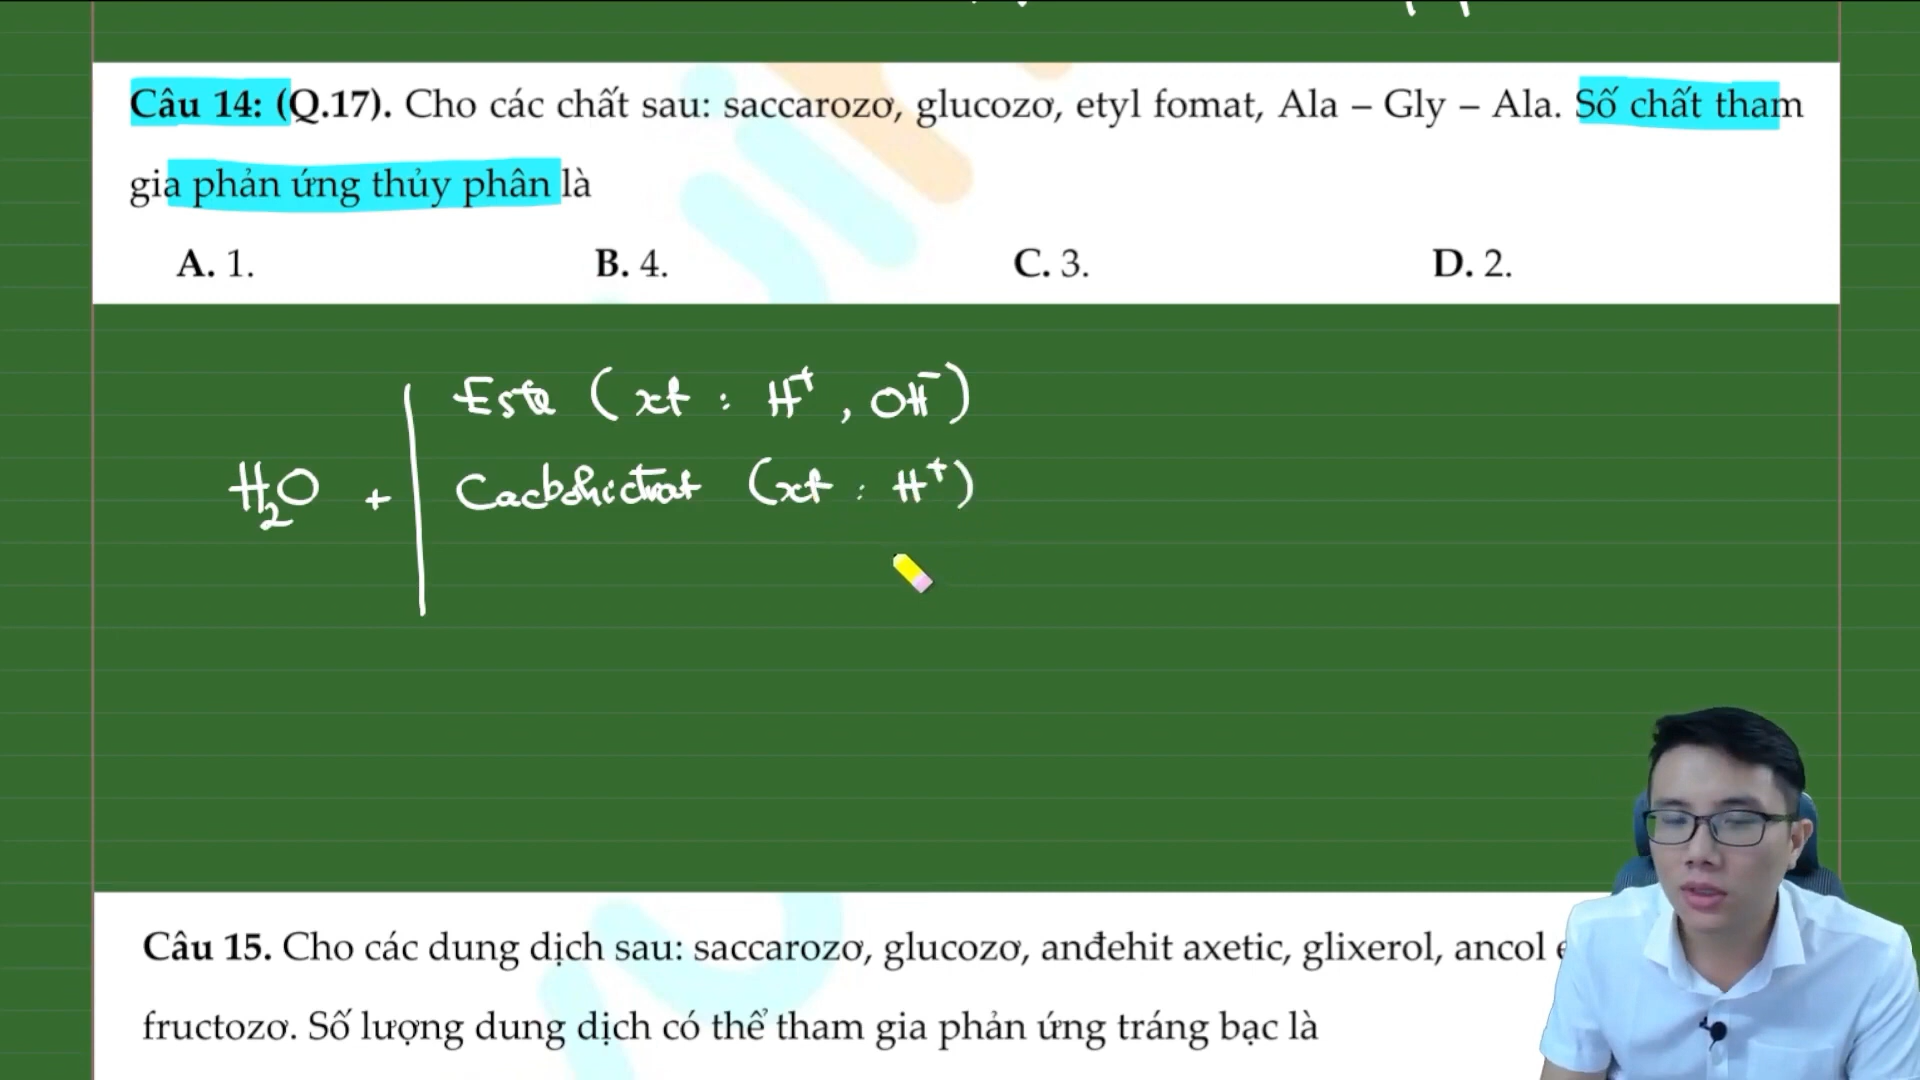 Câu 14: (Q.17). Cho các chất sau: saccarozơ, glucozơ, etyl fomat, Ala – Gly – Ala. Số chất tham
gia phản ứng thủy phân là
A. 1. B. 4. C. 3. D. 2.
Este (xt : H⁺, OH⁻)
H₂O + Cacbohidrat (xt : H⁺)
Câu 15. Cho các dung dịch sau: saccarozơ, glucozơ, anđehit axetic, glixerol, ancol
fructozơ. Số lượng dung dịch có thể tham gia phản ứng tráng bạc là